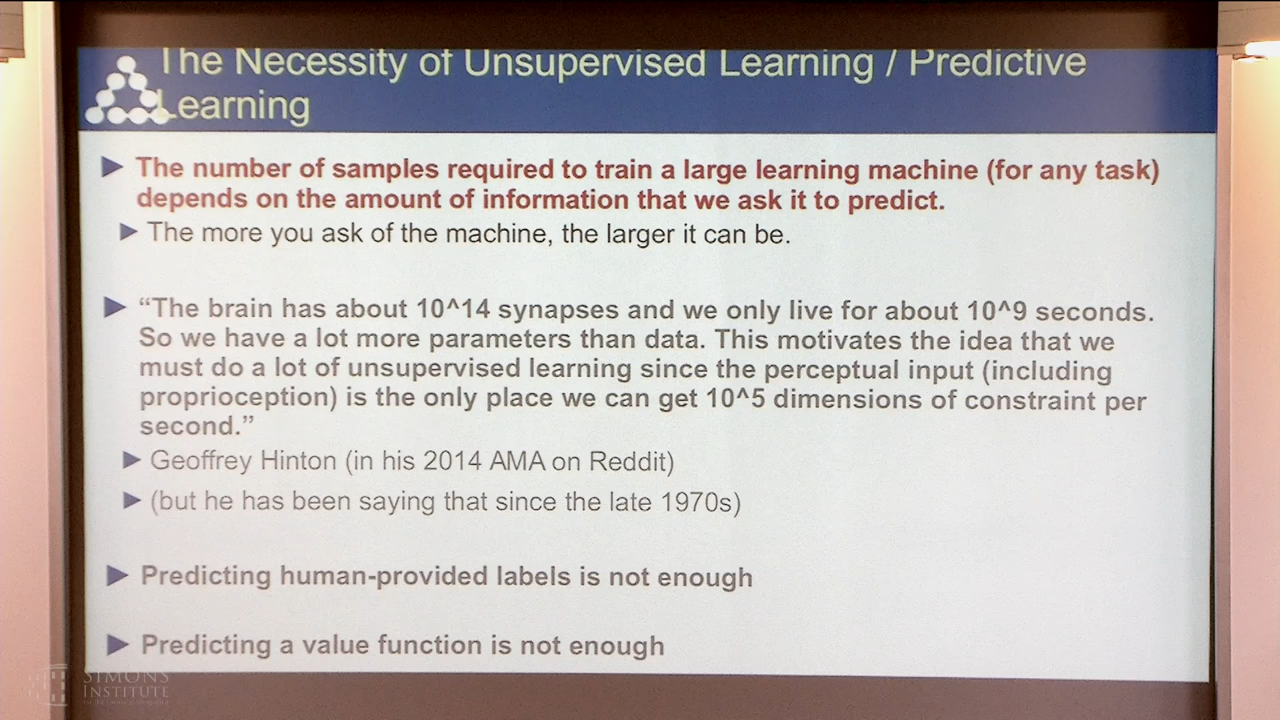 The Necessity of Unsupervised Learning / Predictive
Learning
The number of samples required to train a large learning machine (for any task)
depends on the amount of information that we ask it to predict.
The more you ask of the machine, the larger it can be.
“The brain has about 10^14 synapses and we only live for about 10^9 seconds.
So we have a lot more parameters than data. This motivates the idea that we
must do a lot of unsupervised learning since the perceptual input (including
proprioception) is the only place we can get 10^5 dimensions of constraint per
second.”
Geoffrey Hinton (in his 2014 AMA on Reddit)
(but he has been saying that since the late 1970s)
Predicting human-provided labels is not enough
Predicting a value function is not enough
SIMONS
INSTITUTE